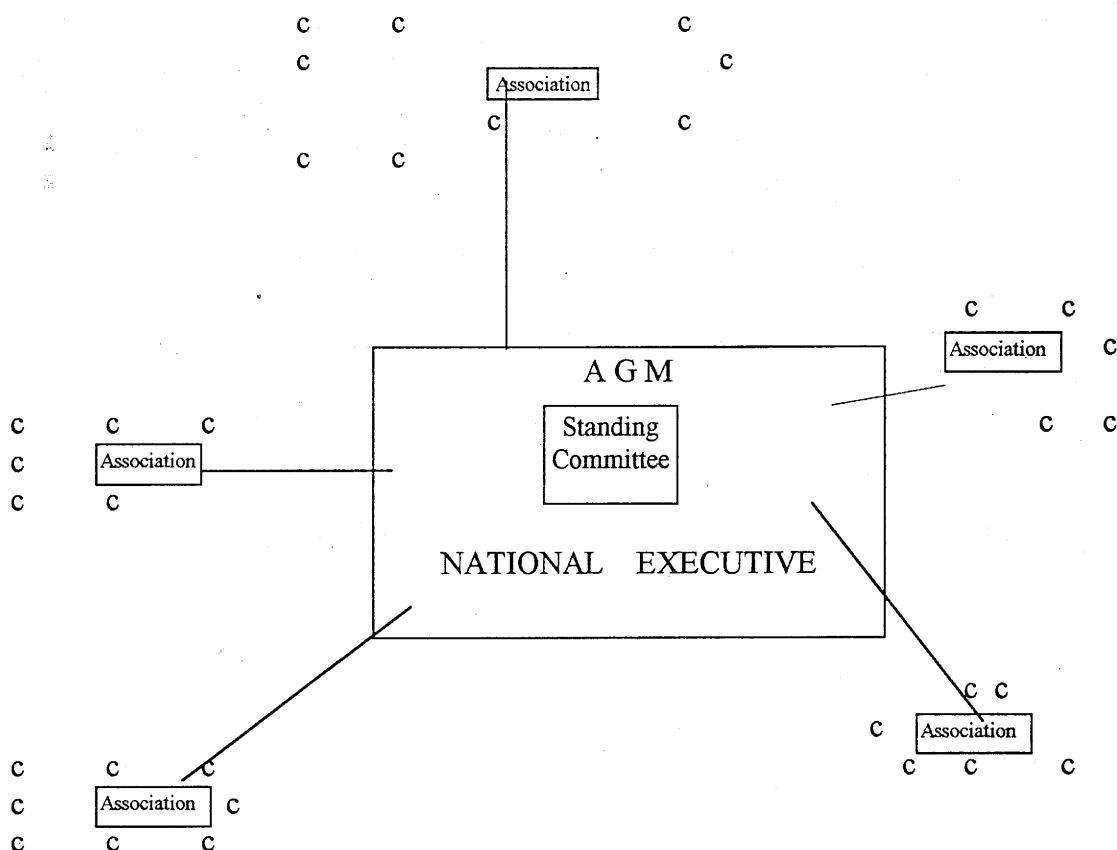 c c c
c c
Association
c c
c c
c c
Association c
A G M
Standing
Committee
c c c c c
Association
c
c c
NATIONAL EXECUTIVE
c c
c Association
c c c c c c
Association c
c
c c c